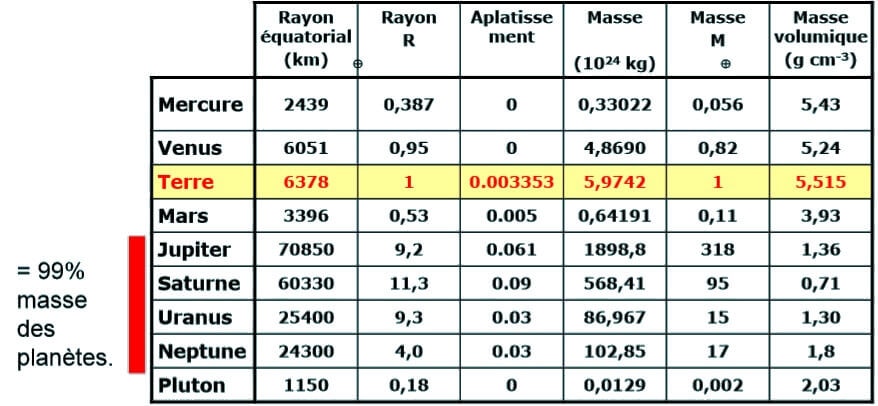 Rayon équatorial (km) | Rayon R ⊕ | Aplatisse ment | Masse (10²⁴ kg) | Masse M ⊕ | Masse volumique (g cm⁻³)
Mercure | 2439 | 0,387 | 0 | 0,33022 | 0,056 | 5,43
Venus | 6051 | 0,95 | 0 | 4,8690 | 0,82 | 5,24
Terre | 6378 | 1 | 0.003353 | 5,9742 | 1 | 5,515
Mars | 3396 | 0,53 | 0.005 | 0,64191 | 0,11 | 3,93
Jupiter | 70850 | 9,2 | 0.061 | 1898,8 | 318 | 1,36
Saturne | 60330 | 11,3 | 0.09 | 568,41 | 95 | 0,71
Uranus | 25400 | 9,3 | 0.03 | 86,967 | 15 | 1,30
Neptune | 24300 | 4,0 | 0.03 | 102,85 | 17 | 1,8
Pluton | 1150 | 0,18 | 0 | 0,0129 | 0,002 | 2,03
= 99%
masse
des
planètes.